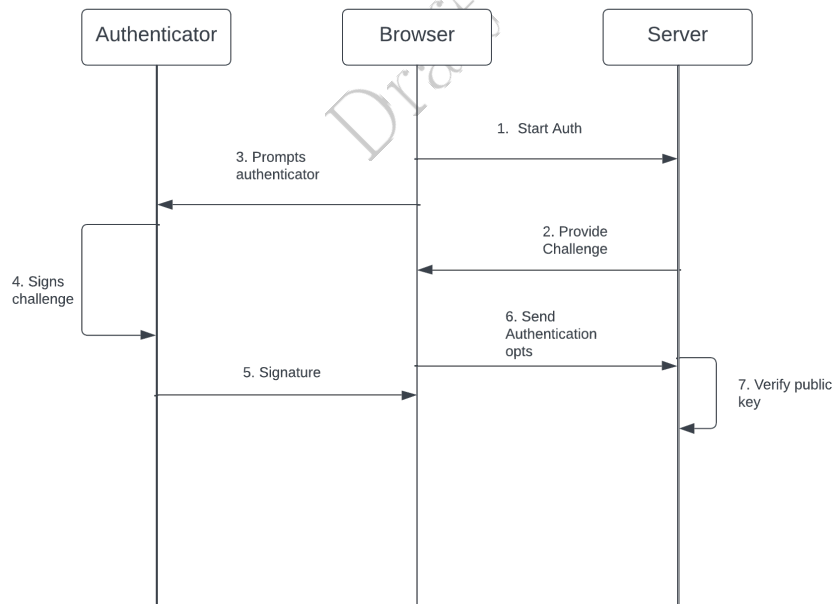 Authenticator
Browser
Server
1. Start Auth
3. Prompts
authenticator
2. Provide
Challenge
4. Signs
challenge
6. Send
Authentication
opts
5. Signature
7. Verify public
key